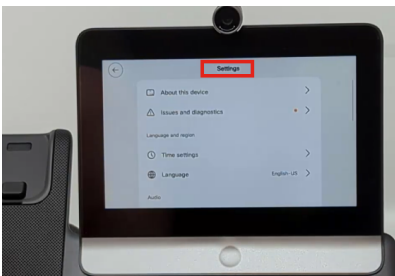 Settings
About this device
Issues and diagnostics
Language and region
Time settings
Language English - US
Audio